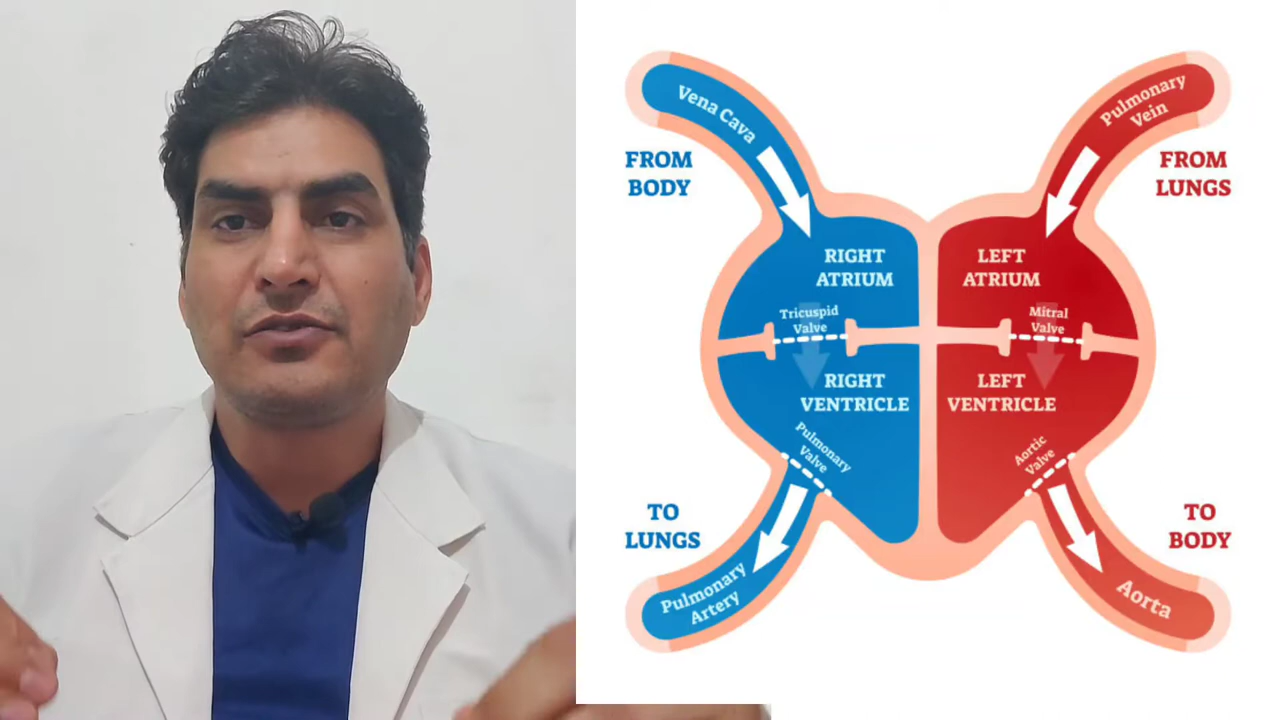 Vena Cava
Pulmonary
Vein
FROM
BODY
FROM
LUNGS
RIGHT
ATRIUM
LEFT
ATRIUM
Tricuspid
Valve
Mitral
Valve
RIGHT
VENTRICLE
LEFT
VENTRICLE
Pulmonary
Valve
Aortic
Valve
TO
LUNGS
TO
BODY
Pulmonary
Artery
Aorta